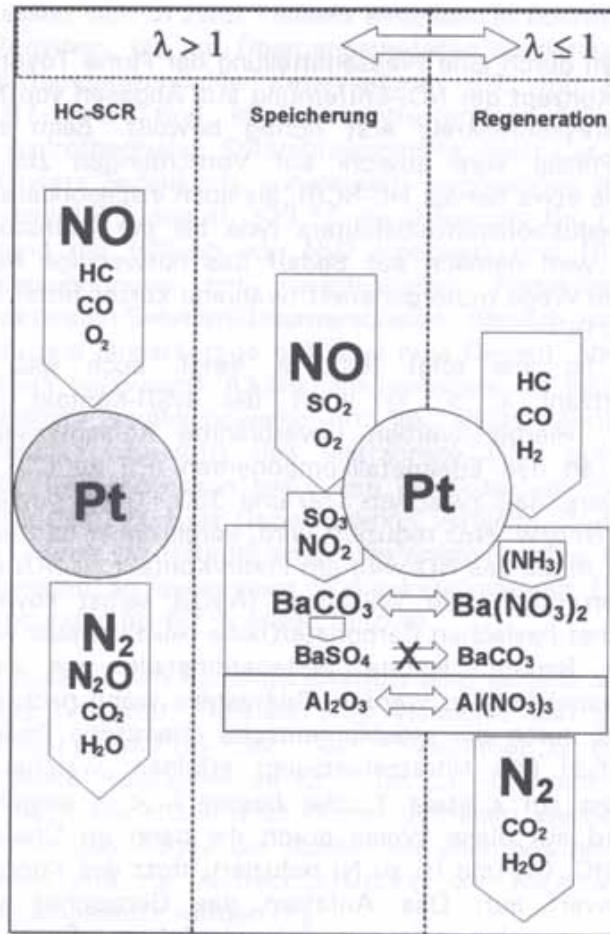 λ > 1
λ ≤ 1
HC-SCR
Speicherung
Regeneration
NO
HC
CO
O₂
Pt
N₂
N₂O
CO₂
H₂O
NO
SO₂
O₂
HC
CO
H₂
Pt
SO₃
NO₂
(NH₃)
BaCO₃ Ba(NO₃)₂
BaSO₄ X BaCO₃
Al₂O₃ Al(NO₃)₃
N₂
CO₂
H₂O